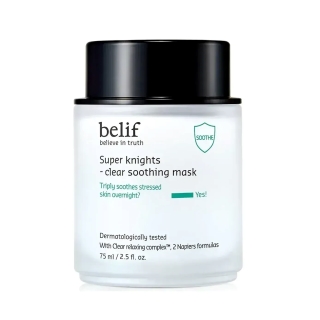 belif
believe in truth
SOOTHE
Super knights
- clear soothing mask
Triply soothes stressed
skin overnight?
Yes!
Dermatologically tested
With Clear relaxing complex™, 2 Napiers formulas
75 ml / 2.5 fl. oz.